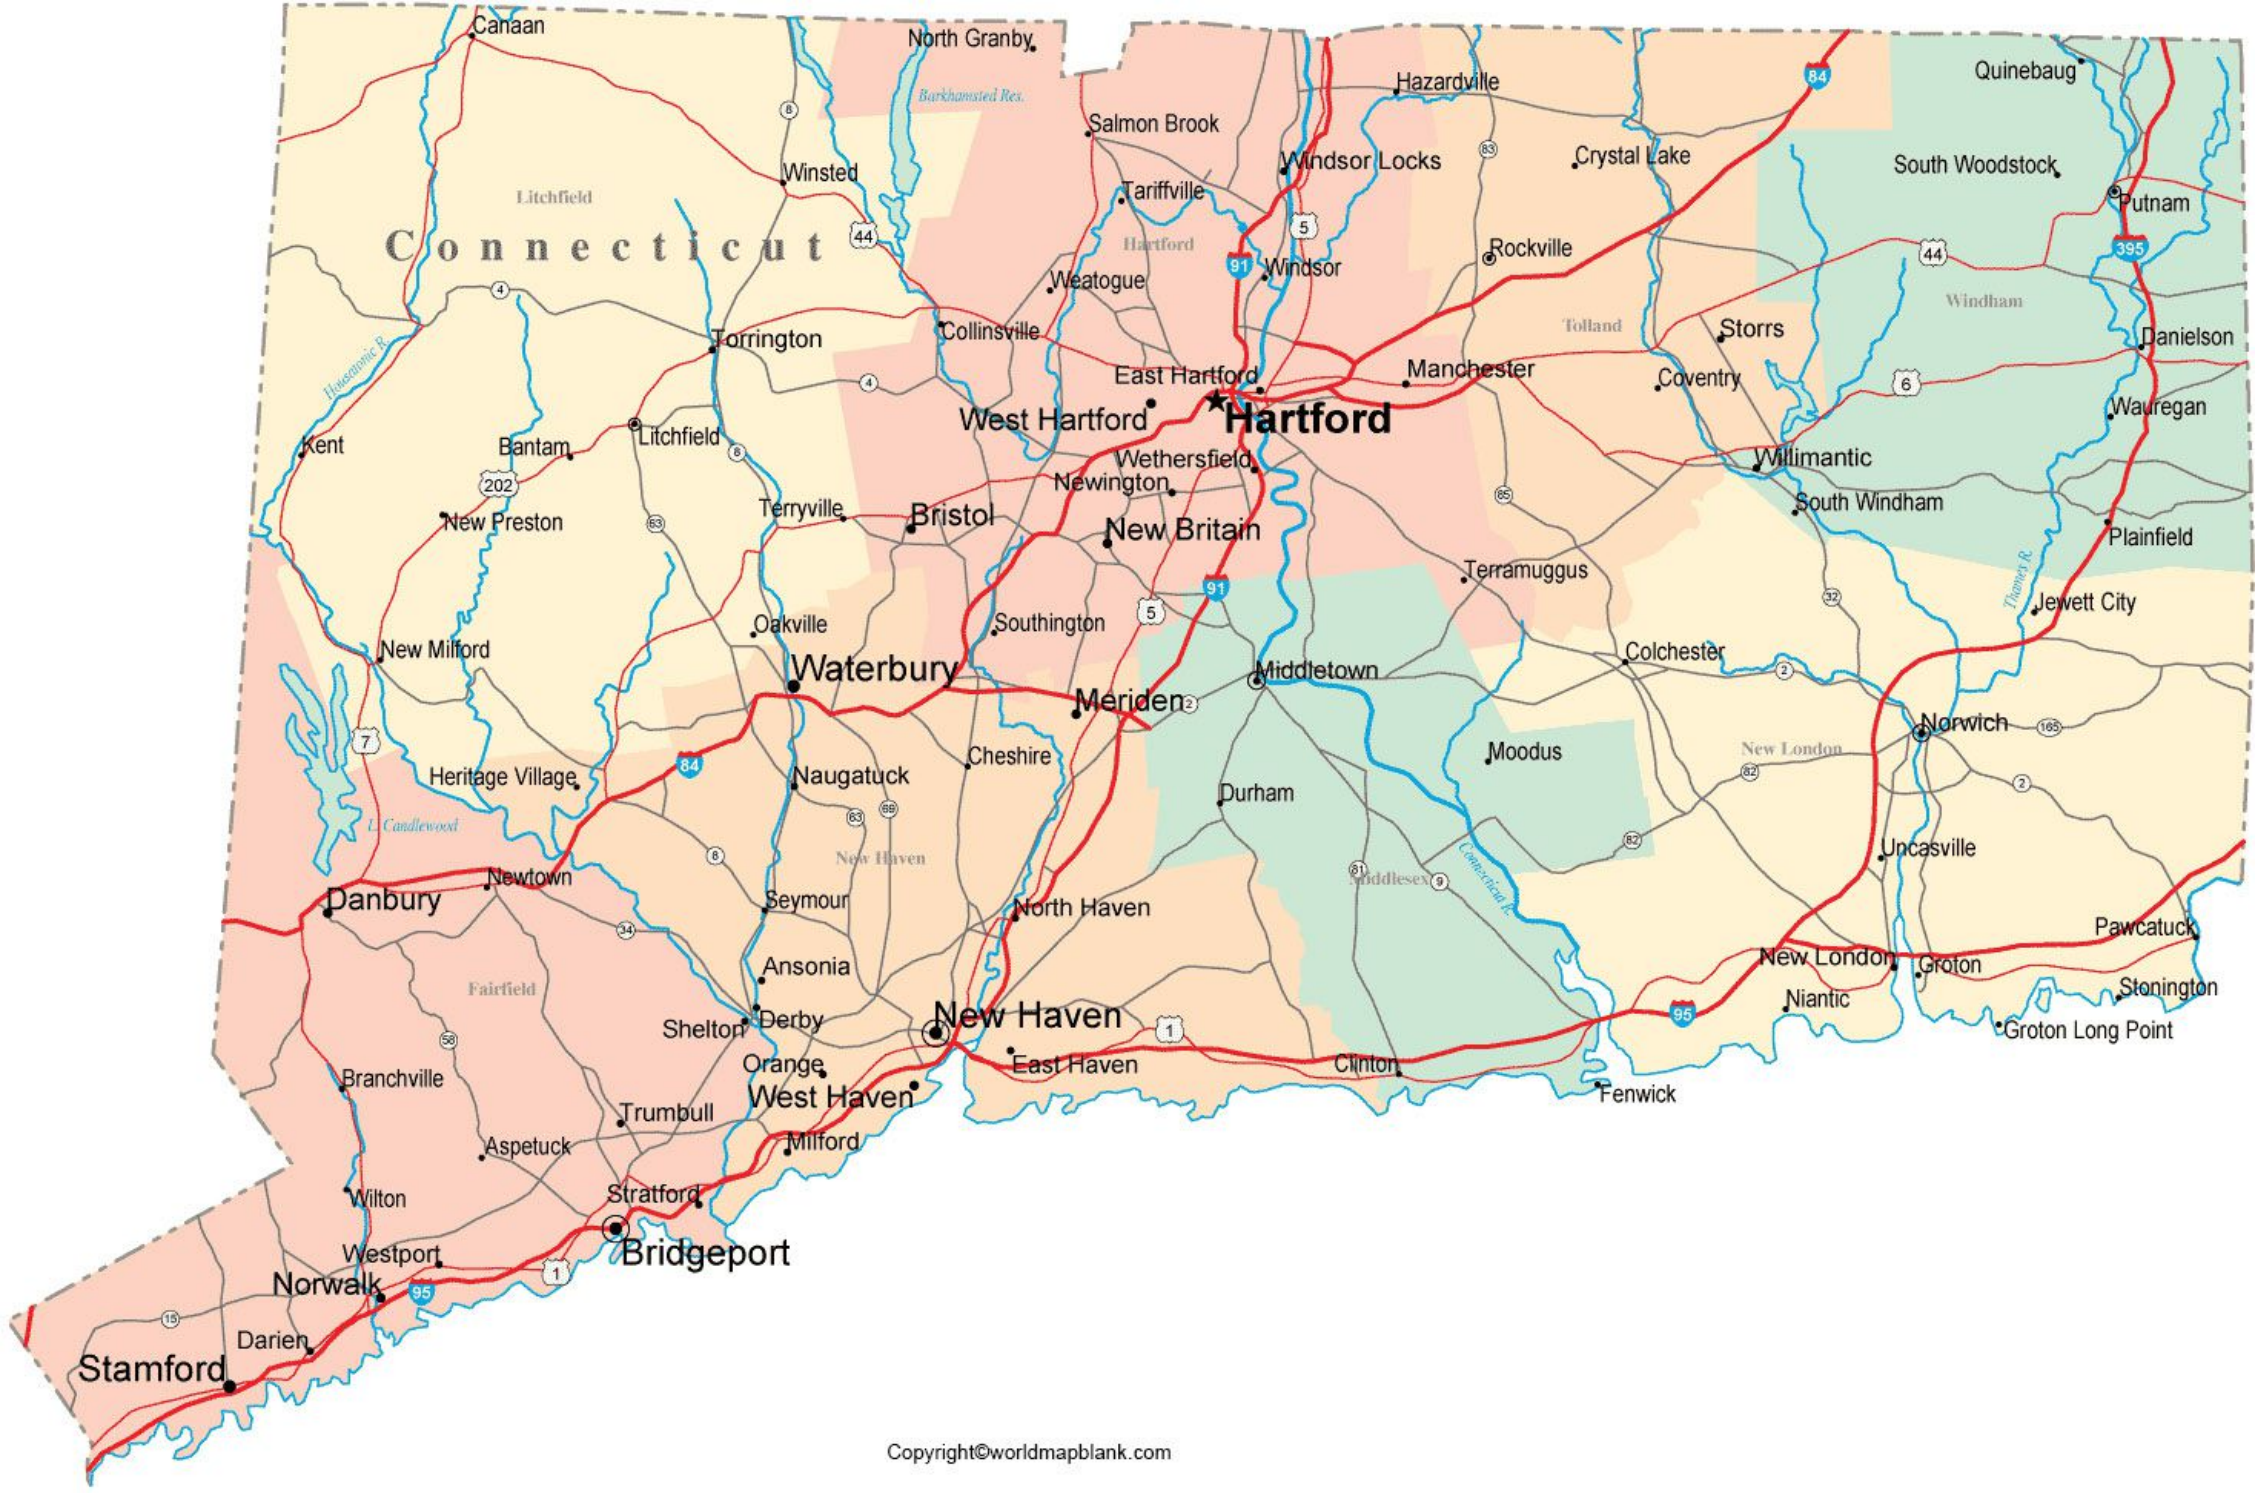 Canaan
North Granby
Quinebaug
84
Barkhamsted Res.
Hazardville
8
Salmon Brook
83
Crystal Lake
Windsor Locks
South Woodstock
Winsted
Litchfield
Tariffville
Putnam
5
44
Connecticut
Hartford
Rockville
44
395
91
Windsor
Weatogue
4
Windham
Collinsville
Tolland
Storrs
Torrington
Danielson
Housatonic R.
East Hartford
Manchester
4
Coventry
6
West Hartford
Hartford
Wauregan
Kent
Bantam
Litchfield
8
Wethersfield
Willimantic
202
Newington
85
South Windham
Terryville
Bristol
New Preston
63
New Britain
Plainfield
91
Terramuggus
Thames R.
32
Jewett City
5
Oakville
Southington
New Milford
Waterbury
Middletown
Colchester
2
Meriden
2
7
Norwich
165
New London
Moodus
84
Cheshire
Heritage Village
Naugatuck
82
2
Durham
63
69
L. Candlewood
82
8
New Haven
Uncasville
Connecticut R.
81
Middlesex
9
Newtown
Danbury
Seymour
North Haven
34
Pawcatuck
New London
Groton
Ansonia
Fairfield
Stonington
Niantic
95
New Haven
Shelton
Derby
1
Groton Long Point
58
Orange
East Haven
Clinton
Branchville
West Haven
Fenwick
Trumbull
Milford
Aspetuck
Wilton
Stratford
Westport
Bridgeport
1
Norwalk
95
15
Darien
Stamford
Copyright©worldmapblank.com